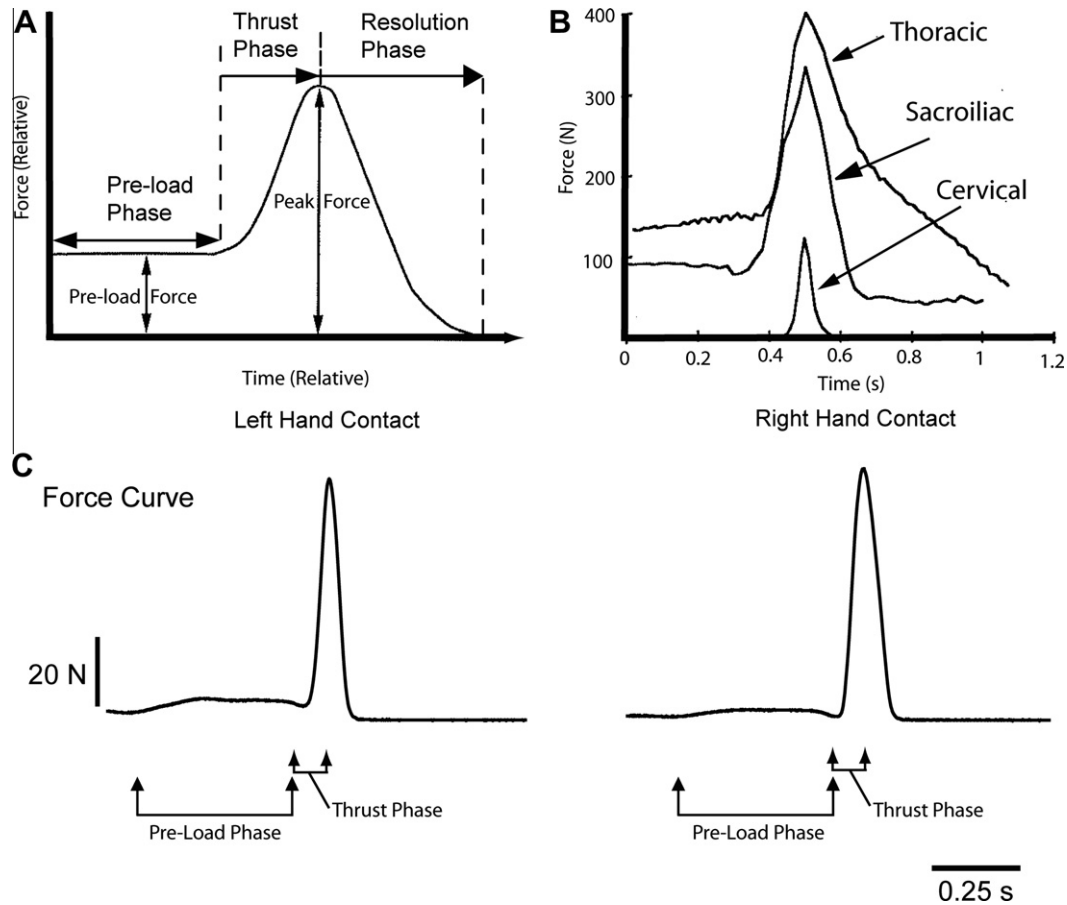 A
Thrust
Phase
Resolution
Phase
Force (Relative)
Pre-load
Phase
Peak Force
Pre-load Force
Time (Relative)
Left Hand Contact
B
400
300
200
100
Force (N)
Thoracic
Sacroiliac
Cervical
0 0.2 0.4 0.6 0.8 1 1.2
Time (s)
Right Hand Contact
C
Force Curve
20 N
Thrust Phase
Pre-Load Phase
Thrust Phase
Pre-Load Phase
0.25 s